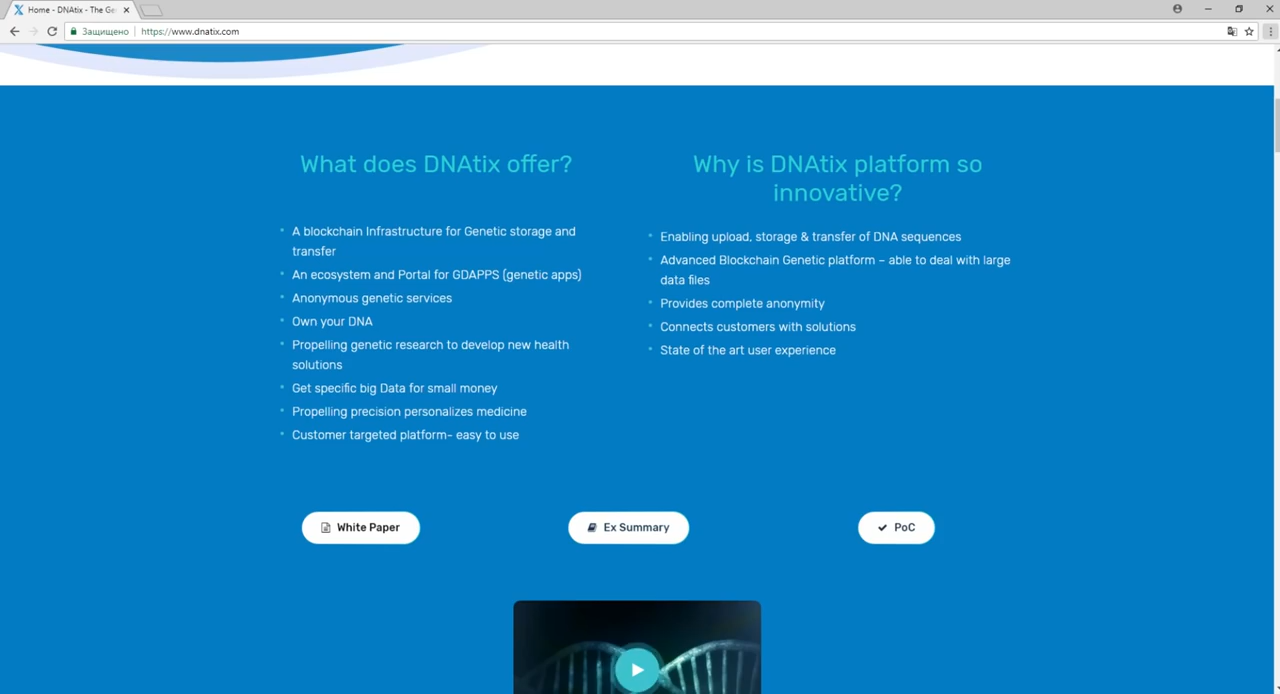 Home - DNAtix - The Ge
Защищено
https://www.dnatix.com
What does DNAtix offer?
A blockchain Infrastructure for Genetic storage and
transfer
An ecosystem and Portal for GDAPPS (genetic apps)
Anonymous genetic services
Own your DNA
Propelling genetic research to develop new health
solutions
Get specific big Data for small money
Propelling precision personalizes medicine
Customer targeted platform- easy to use
Why is DNAtix platform so
innovative?
Enabling upload, storage & transfer of DNA sequences
Advanced Blockchain Genetic platform – able to deal with large
data files
Provides complete anonymity
Connects customers with solutions
State of the art user experience
White Paper
Ex Summary
PoC